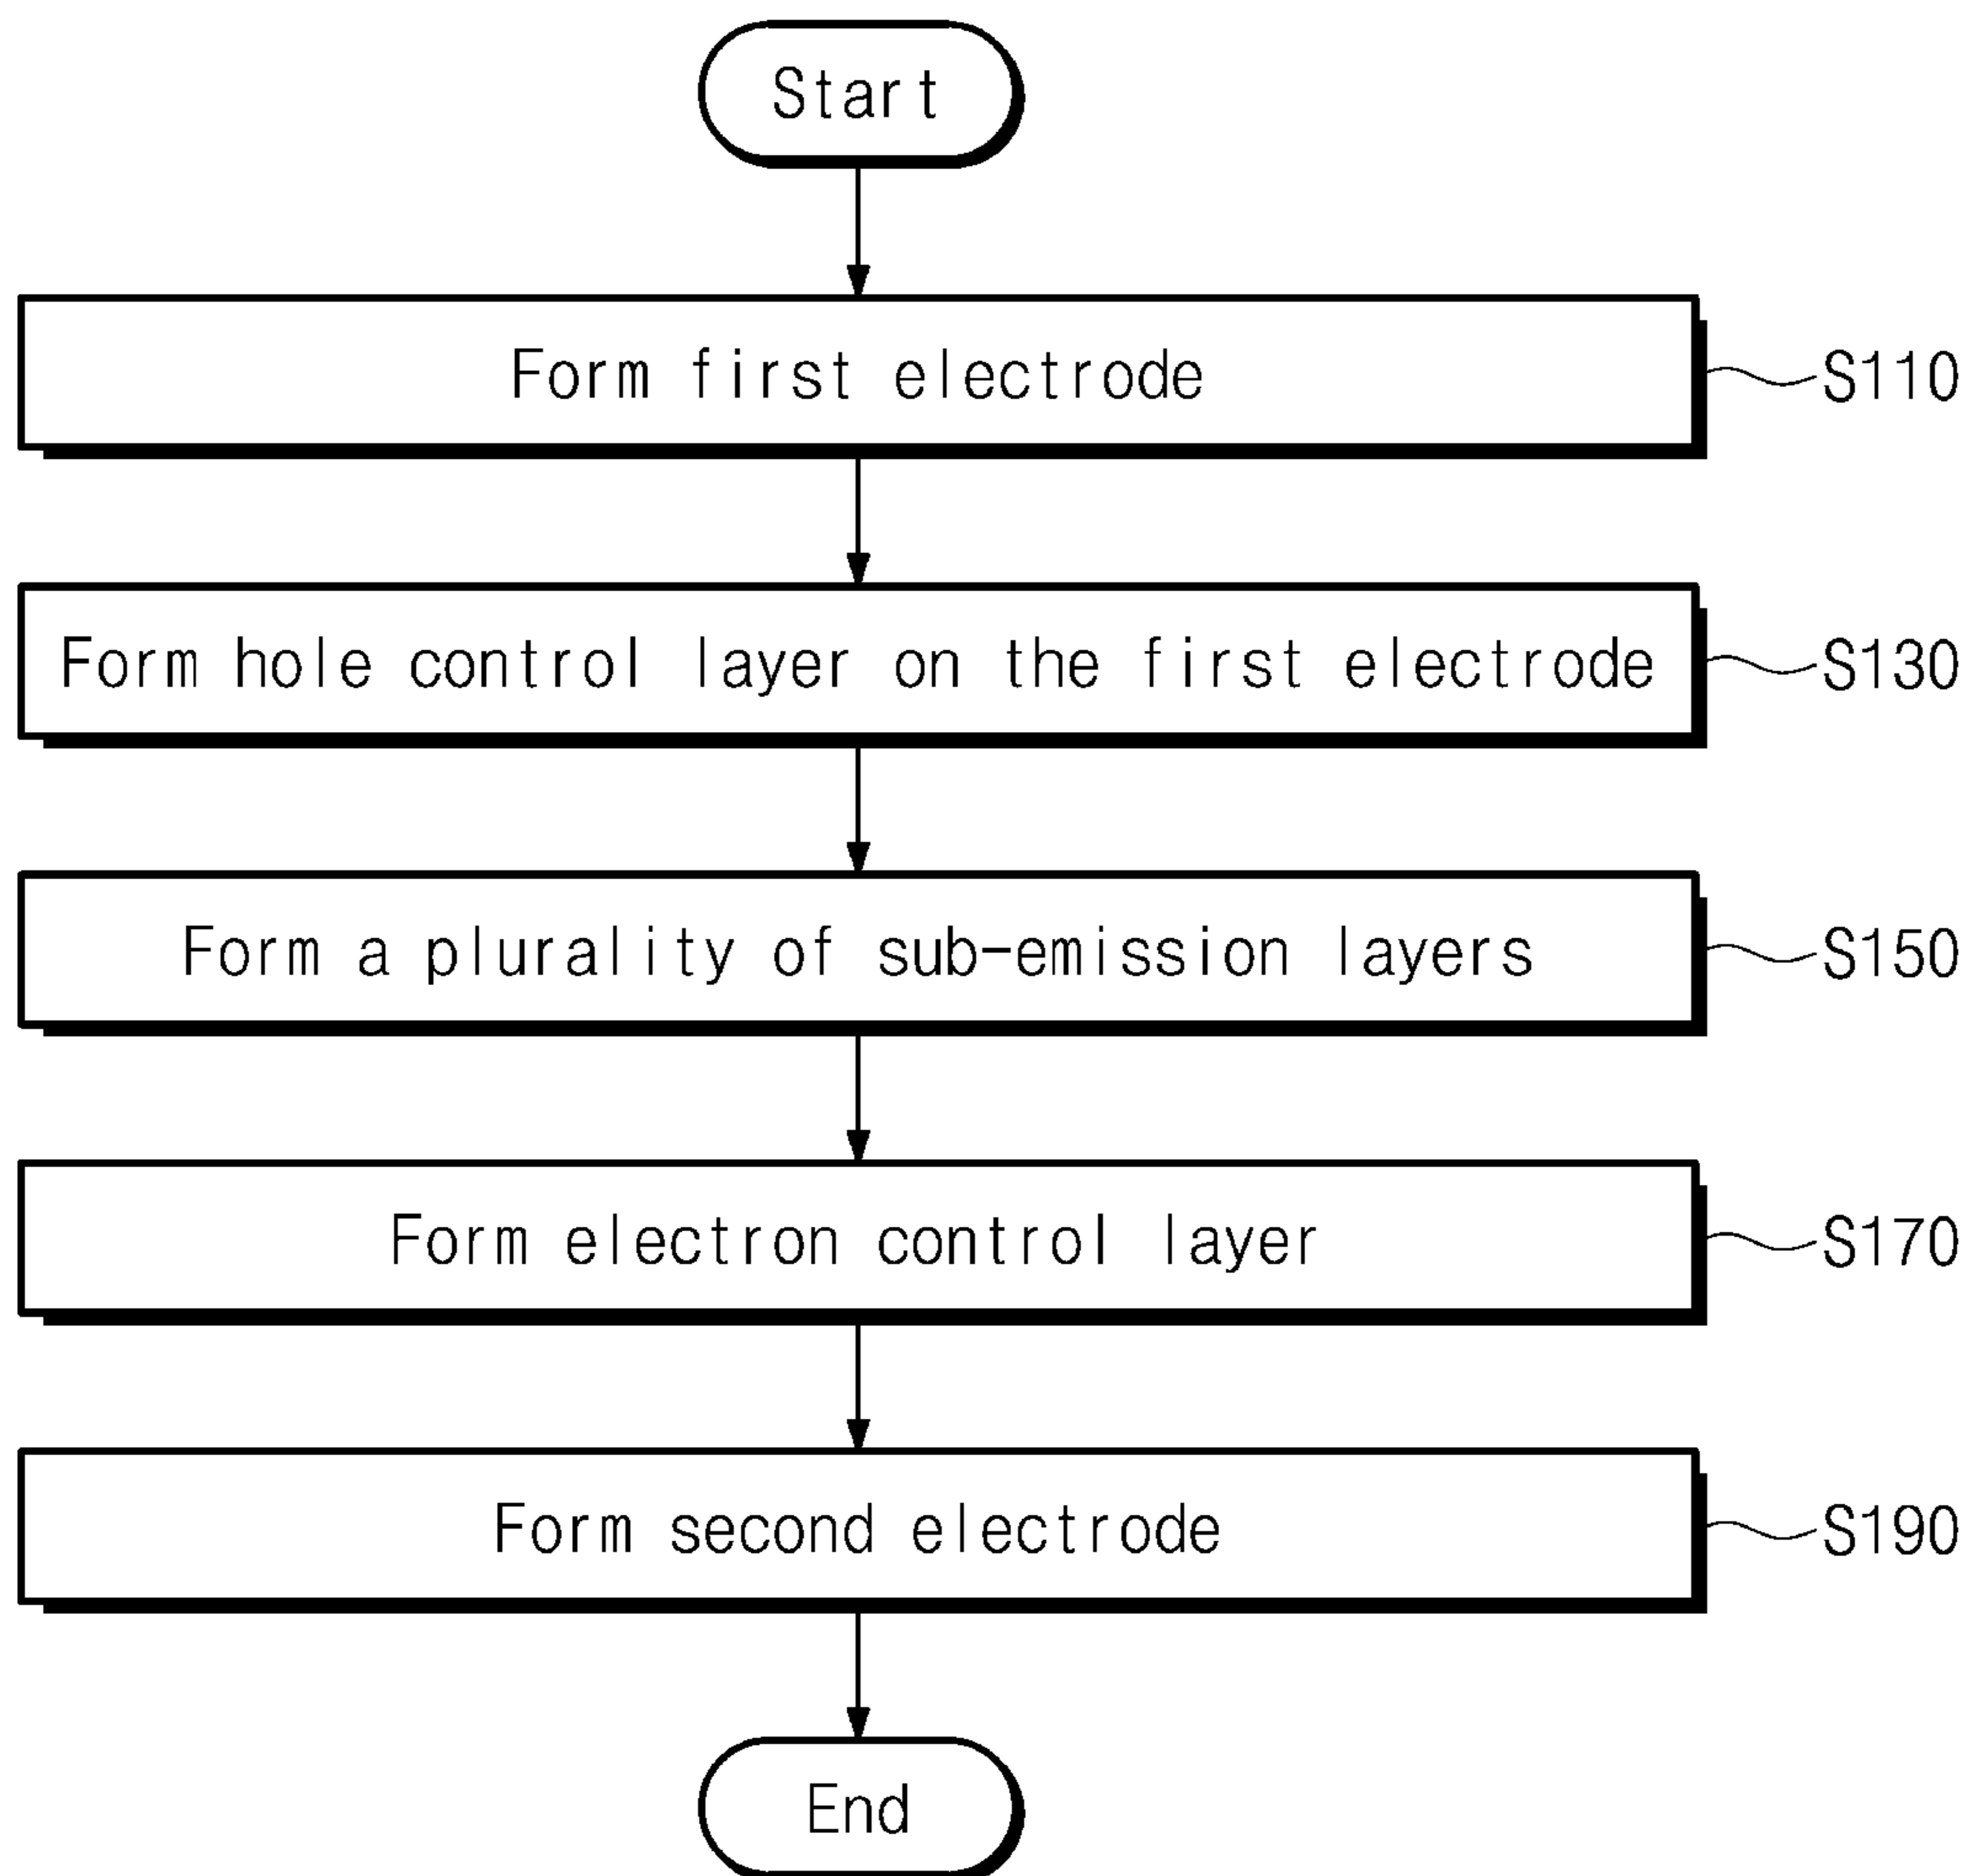 Start
Form first electrode
S110
Form hole control layer on the first electrode
S130
Form a plurality of sub-emission layers
S150
Form electron control layer
S170
Form second electrode
S190
End